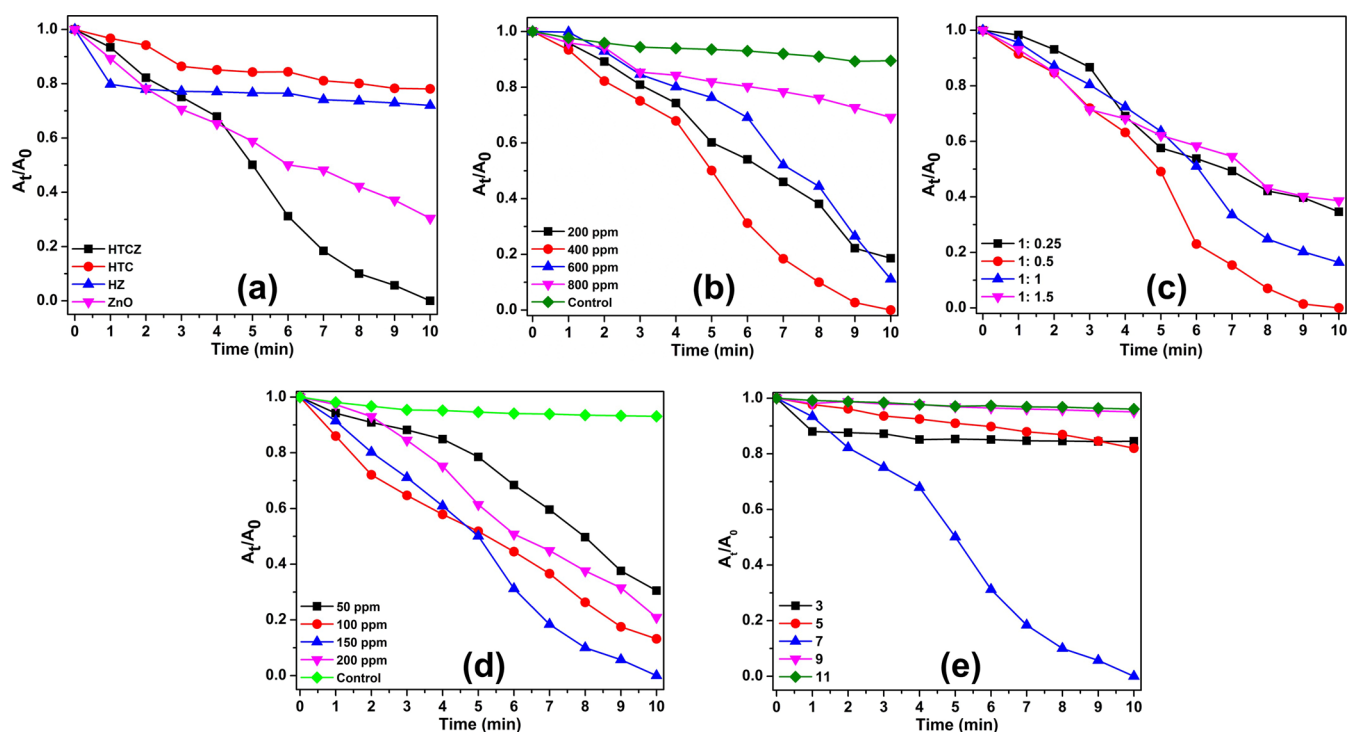 1.0
0.8
0.6
0.4
0.2
0.0
At/A0
HTCZ
HTC
HZ
ZnO
(a)
0 1 2 3 4 5 6 7 8 9 10
Time (min)
1.0
0.8
0.6
0.4
0.2
0.0
At/A0
200 ppm
400 ppm
600 ppm
800 ppm
Control
(b)
0 1 2 3 4 5 6 7 8 9 10
Time (min)
1.0
0.8
0.6
0.4
0.2
0.0
At/A0
1: 0.25
1: 0.5
1: 1
1: 1.5
(c)
0 1 2 3 4 5 6 7 8 9 10
Time (min)
1.0
0.8
0.6
0.4
0.2
0.0
At/A0
50 ppm
100 ppm
150 ppm
200 ppm
Control
(d)
0 1 2 3 4 5 6 7 8 9 10
Time (min)
1.0
0.8
0.6
0.4
0.2
0.0
At/A0
3
5
7
9
11
(e)
0 1 2 3 4 5 6 7 8 9 10
Time (min)